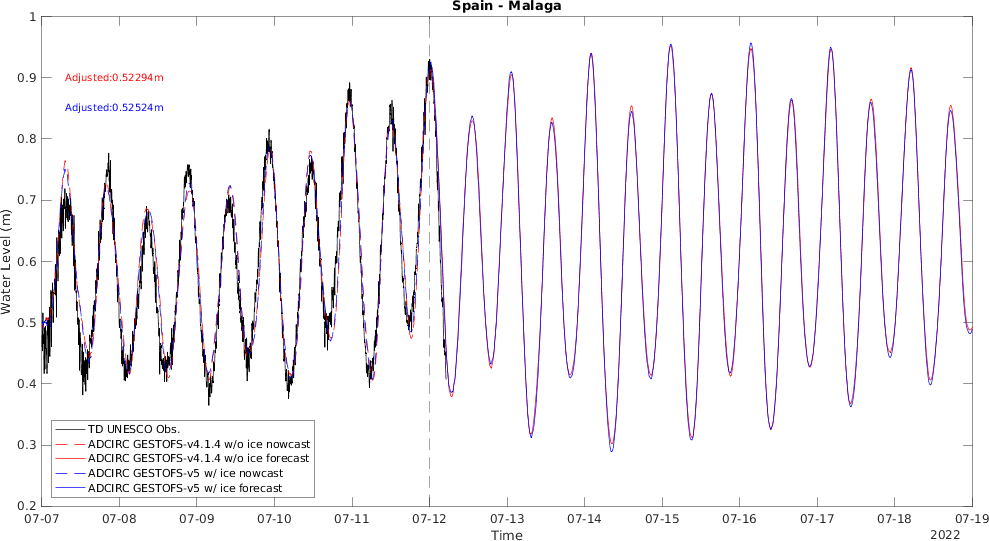 Spain - Malaga
1
0.9
0.8
0.7
0.6
0.5
0.4
0.3
0.2
Water Level (m)
Adjusted:0.52294m
Adjusted:0.52524m
TD UNESCO Obs.
ADCIRC GESTOFS-v4.1.4 w/o ice nowcast
ADCIRC GESTOFS-v4.1.4 w/o ice forecast
ADCIRC GESTOFS-v5 w/ ice nowcast
ADCIRC GESTOFS-v5 w/ ice forecast
07-07 07-08 07-09 07-10 07-11 07-12 07-13 07-14 07-15 07-16 07-17 07-18 07-19
Time
2022